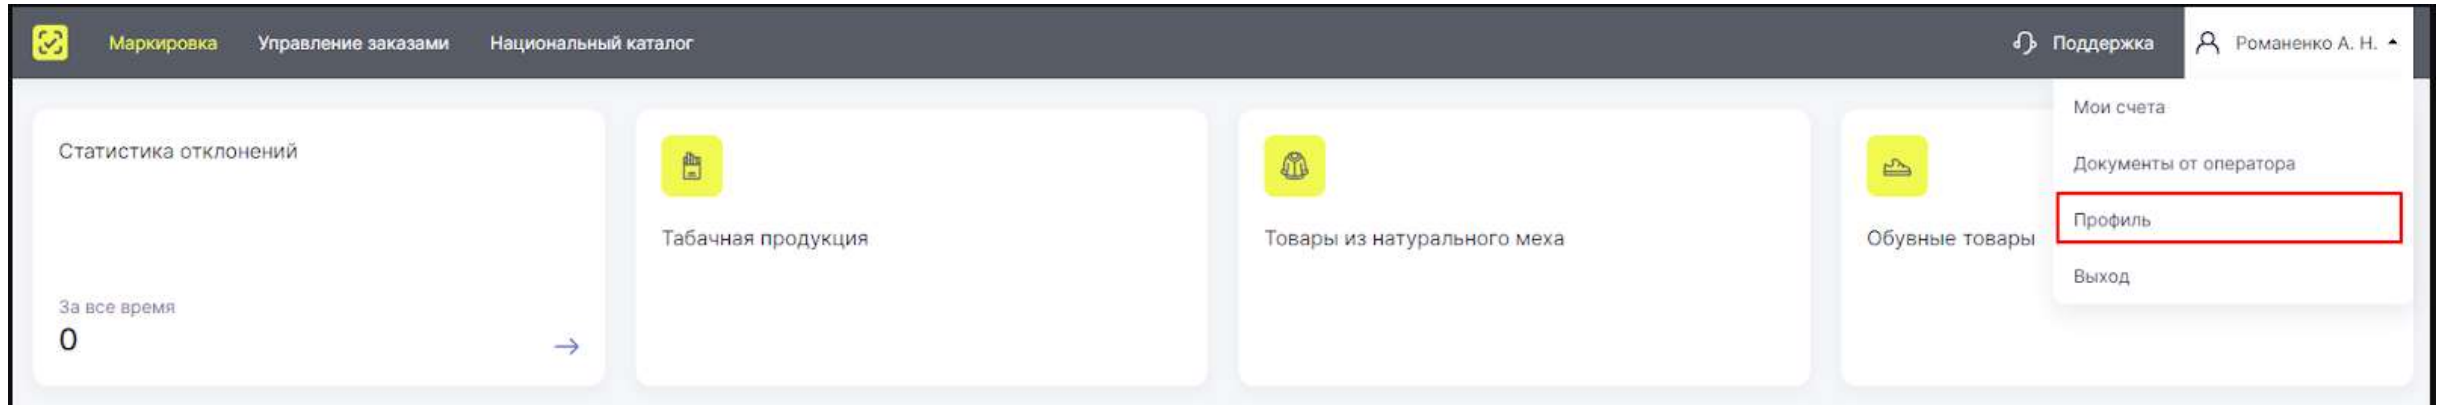 Маркировка Управление заказами Национальный каталог Поддержка Романенко А. Н.
Мои счета
Документы от оператора
Профиль
Выход
Статистика отклонений
За все время
0
Табачная продукция
Товары из натурального меха
Обувные товары